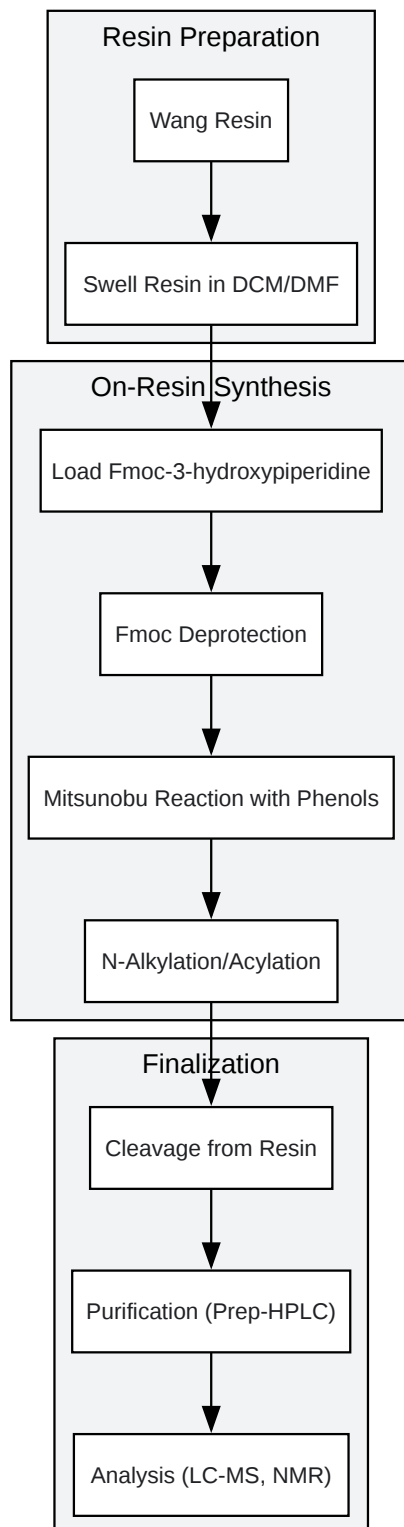 Resin Preparation
Wang Resin
Swell Resin in DCM/DMF
On-Resin Synthesis
Load Fmoc-3-hydroxypiperidine
Fmoc Deprotection
Mitsunobu Reaction with Phenols
N-Alkylation/Acylation
Finalization
Cleavage from Resin
Purification (Prep-HPLC)
Analysis (LC-MS, NMR)